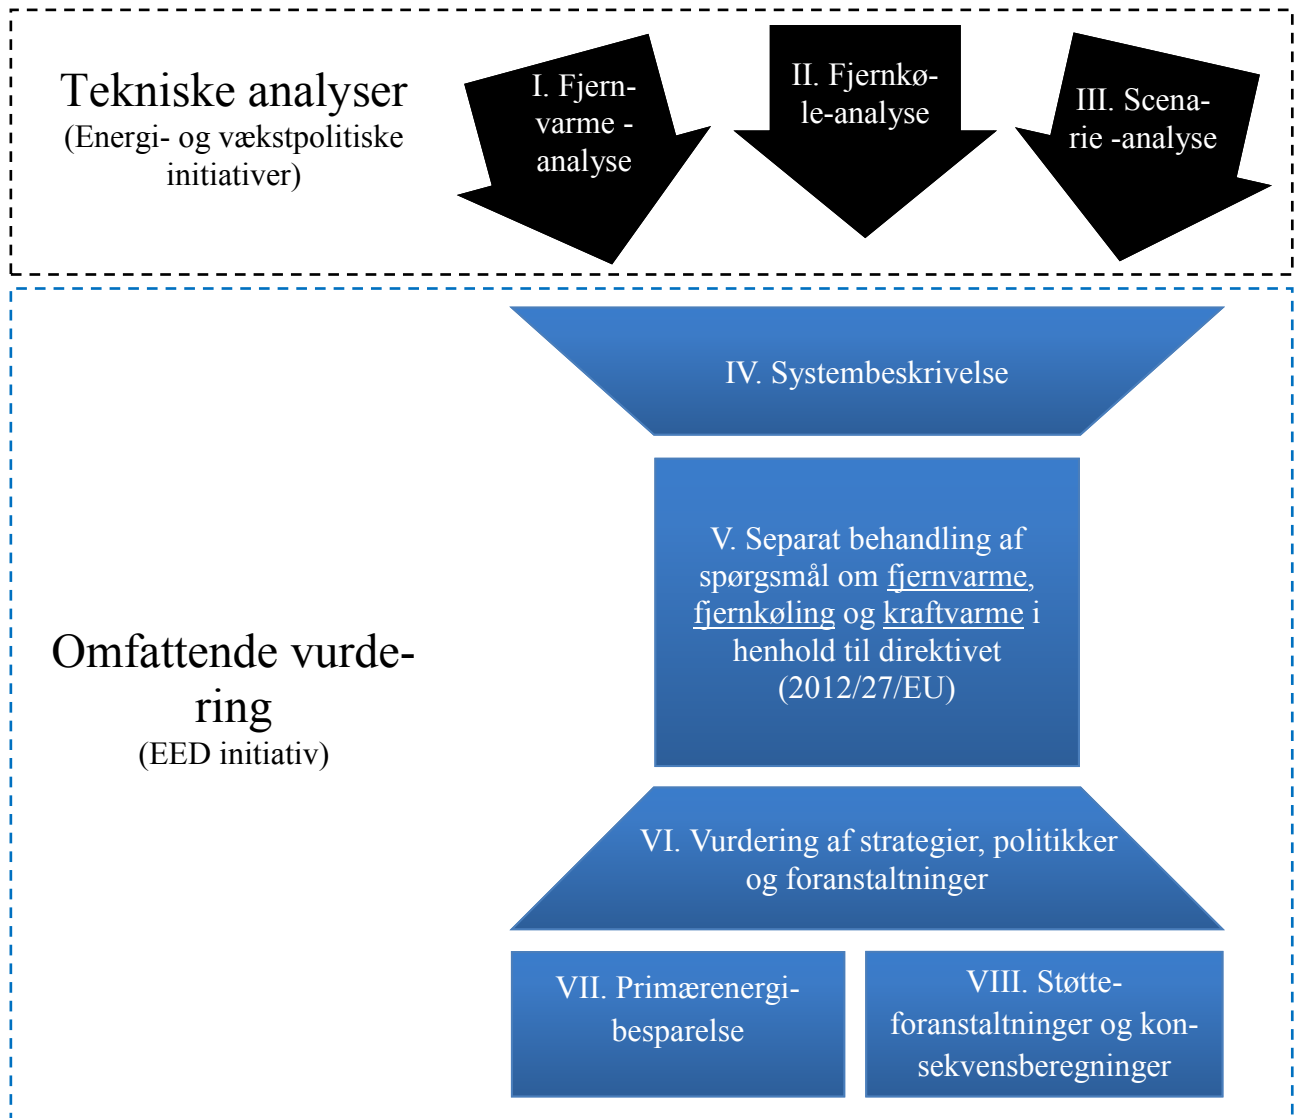 Tekniske analyser
(Energi- og vækstpolitiske
initiativer)
I. Fjern-
varme -
analyse
II. Fjernkø-
le-analyse
III. Scena-
rie -analyse
IV. Systembeskrivelse
V. Separat behandling af
spørgsmål om fjernvarme,
fjernkøling og kraftvarme i
henhold til direktivet
(2012/27/EU)
Omfattende vurde-
ring
(EED initiativ)
VI. Vurdering af strategier, politikker
og foranstaltninger
VII. Primærenergi-
besparelse
VIII. Støtte-
foranstaltninger og kon-
sekvensberegninger